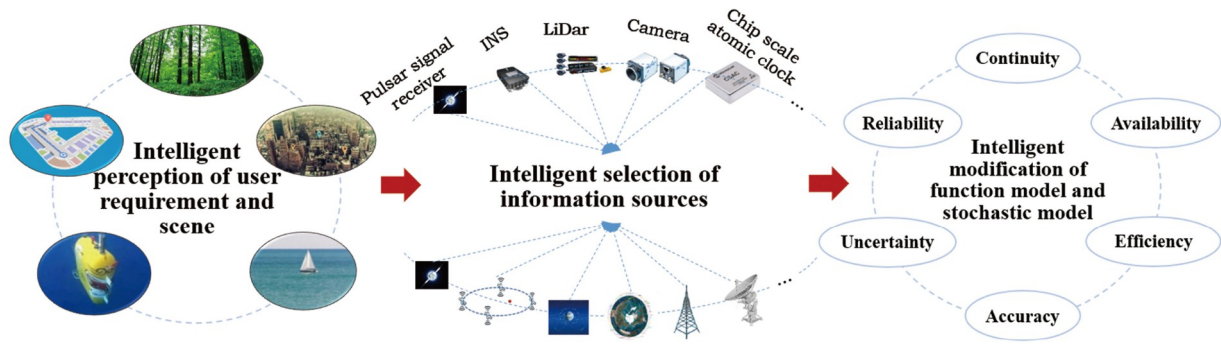 Intelligent
perception of user
requirement and
scene
Pulsar signal
receiver
INS
LiDar
Camera
Chip scale
atomic clock
CSAC
...
Intelligent selection of
information sources
...
Continuity
Reliability
Availability
Intelligent
modification of
function model and
stochastic model
Uncertainty
Efficiency
Accuracy